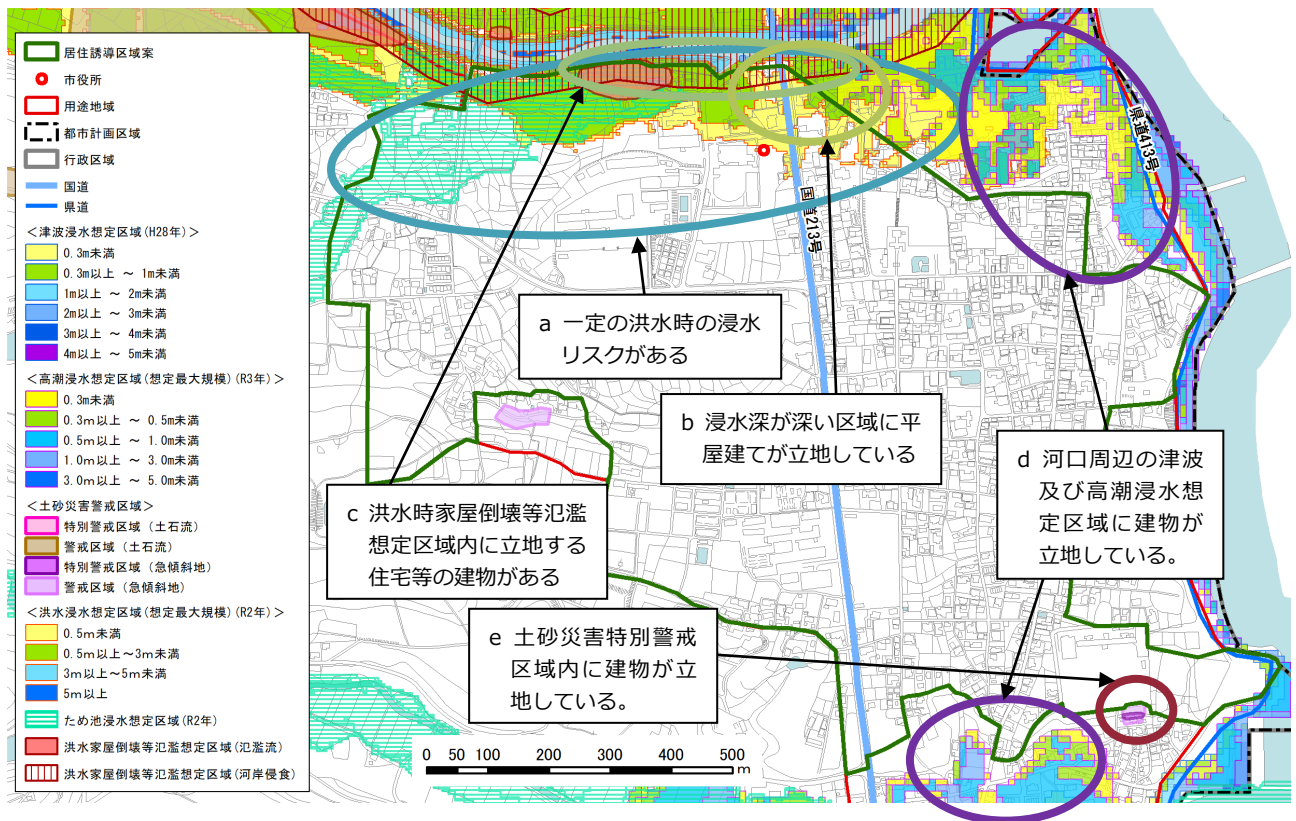 居住誘導区域案
市役所
用途地域
都市計画区域
行政区域
国道
県道
＜津波浸水想定区域(H28年)＞
0.3m未満
0.3m以上 ～ 1m未満
1m以上 ～ 2m未満
2m以上 ～ 3m未満
3m以上 ～ 4m未満
4m以上 ～ 5m未満
＜高潮浸水想定区域(想定最大規模)(R3年)＞
0.3m未満
0.3m以上 ～ 0.5m未満
0.5m以上 ～ 1.0m未満
1.0m以上 ～ 3.0m未満
3.0m以上 ～ 5.0m未満
＜土砂災害警戒区域＞
特別警戒区域（土石流）
警戒区域（土石流）
特別警戒区域（急傾斜地）
警戒区域（急傾斜地）
＜洪水浸水想定区域(想定最大規模)(R2年)＞
0.5m未満
0.5m以上～3m未満
3m以上～5m未満
5m以上
ため池浸水想定区域(R2年)
洪水家屋倒壊等氾濫想定区域(氾濫流)
洪水家屋倒壊等氾濫想定区域(河岸侵食)
県道413号
国道213号
a 一定の洪水時の浸水
リスクがある
b 浸水深が深い区域に平
屋建てが立地している
c 洪水時家屋倒壊等氾濫
想定区域内に立地する
住宅等の建物がある
d 河口周辺の津波
及び高潮浸水想
定区域に建物が
立地している。
e 土砂災害特別警戒
区域内に建物が立
地している。
0 50 100 200 300 400 500
m